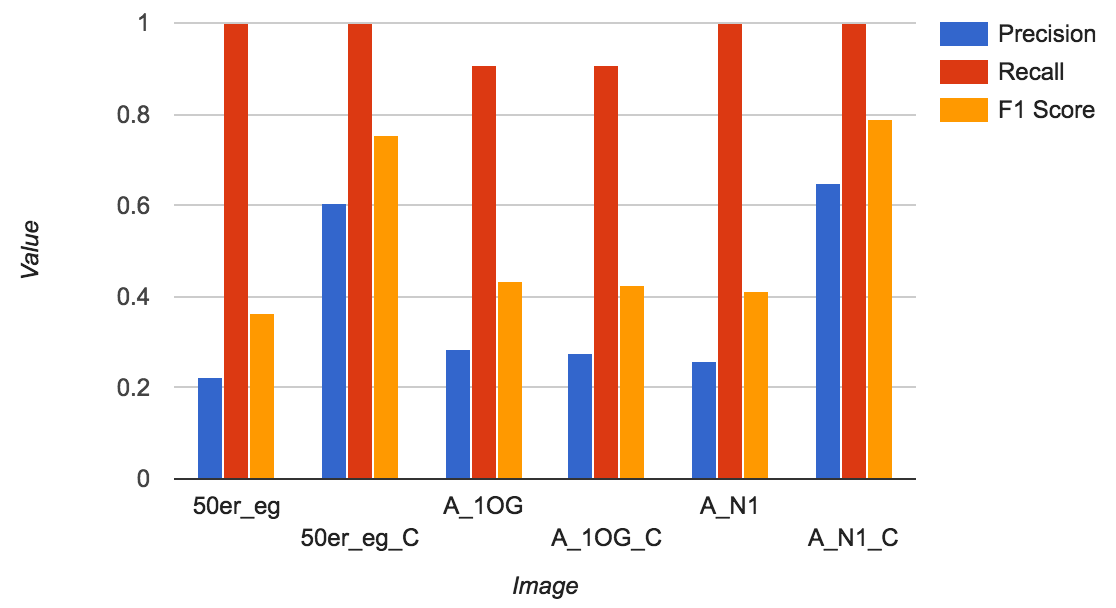 1
0.8
0.6
0.4
0.2
0
Value
50er_eg
50er_eg_C
A_1OG
A_1OG_C
A_N1
A_N1_C
Image
Precision
Recall
F1 Score